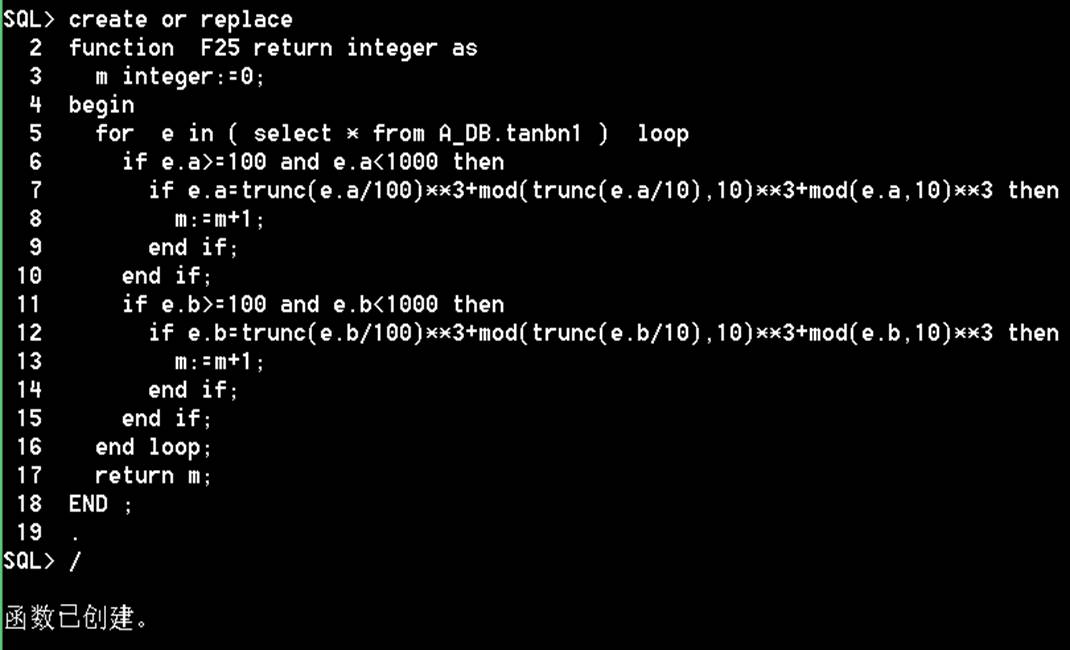 SQL> create or replace
  2  function  F25 return integer as
  3    m integer:=0;
  4  begin
  5    for  e in ( select * from A_DB.tanbn1 )  loop
  6      if e.a>=100 and e.a<1000 then
  7        if e.a=trunc(e.a/100)**3+mod(trunc(e.a/10),10)**3+mod(e.a,10)**3 then
  8          m:=m+1;
  9        end if;
 10      end if;
 11      if e.b>=100 and e.b<1000 then
 12        if e.b=trunc(e.b/100)**3+mod(trunc(e.b/10),10)**3+mod(e.b,10)**3 then
 13          m:=m+1;
 14        end if;
 15      end if;
 16    end loop;
 17    return m;
 18  END ;
 19  .
SQL> /
函数已创建。